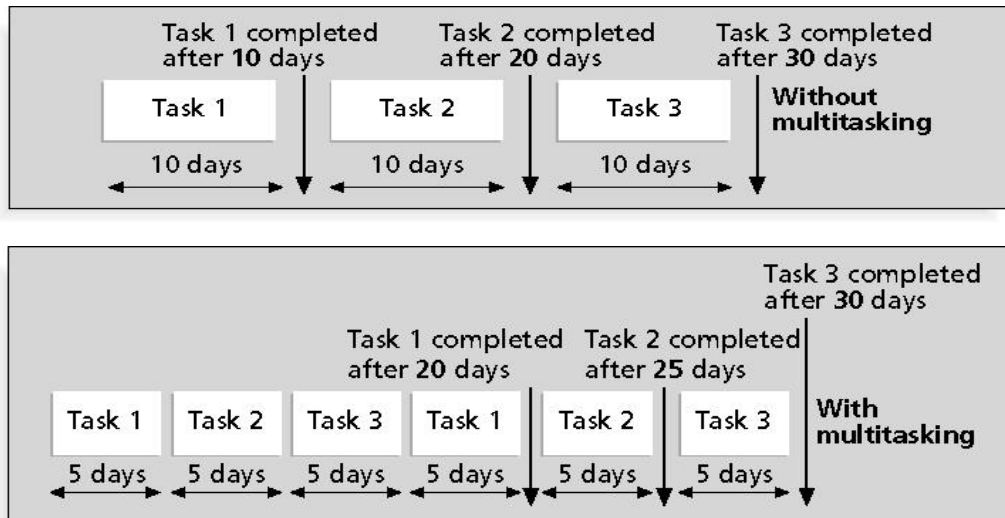 Task 1 completed
after 10 days
Task 2 completed
after 20 days
Task 3 completed
after 30 days
Task 1
Task 2
Task 3
Without
multitasking
10 days
10 days
10 days
Task 3 completed
after 30 days
Task 1 completed
after 20 days
Task 2 completed
after 25 days
Task 1
Task 2
Task 3
Task 1
Task 2
Task 3
With
multitasking
5 days
5 days
5 days
5 days
5 days
5 days